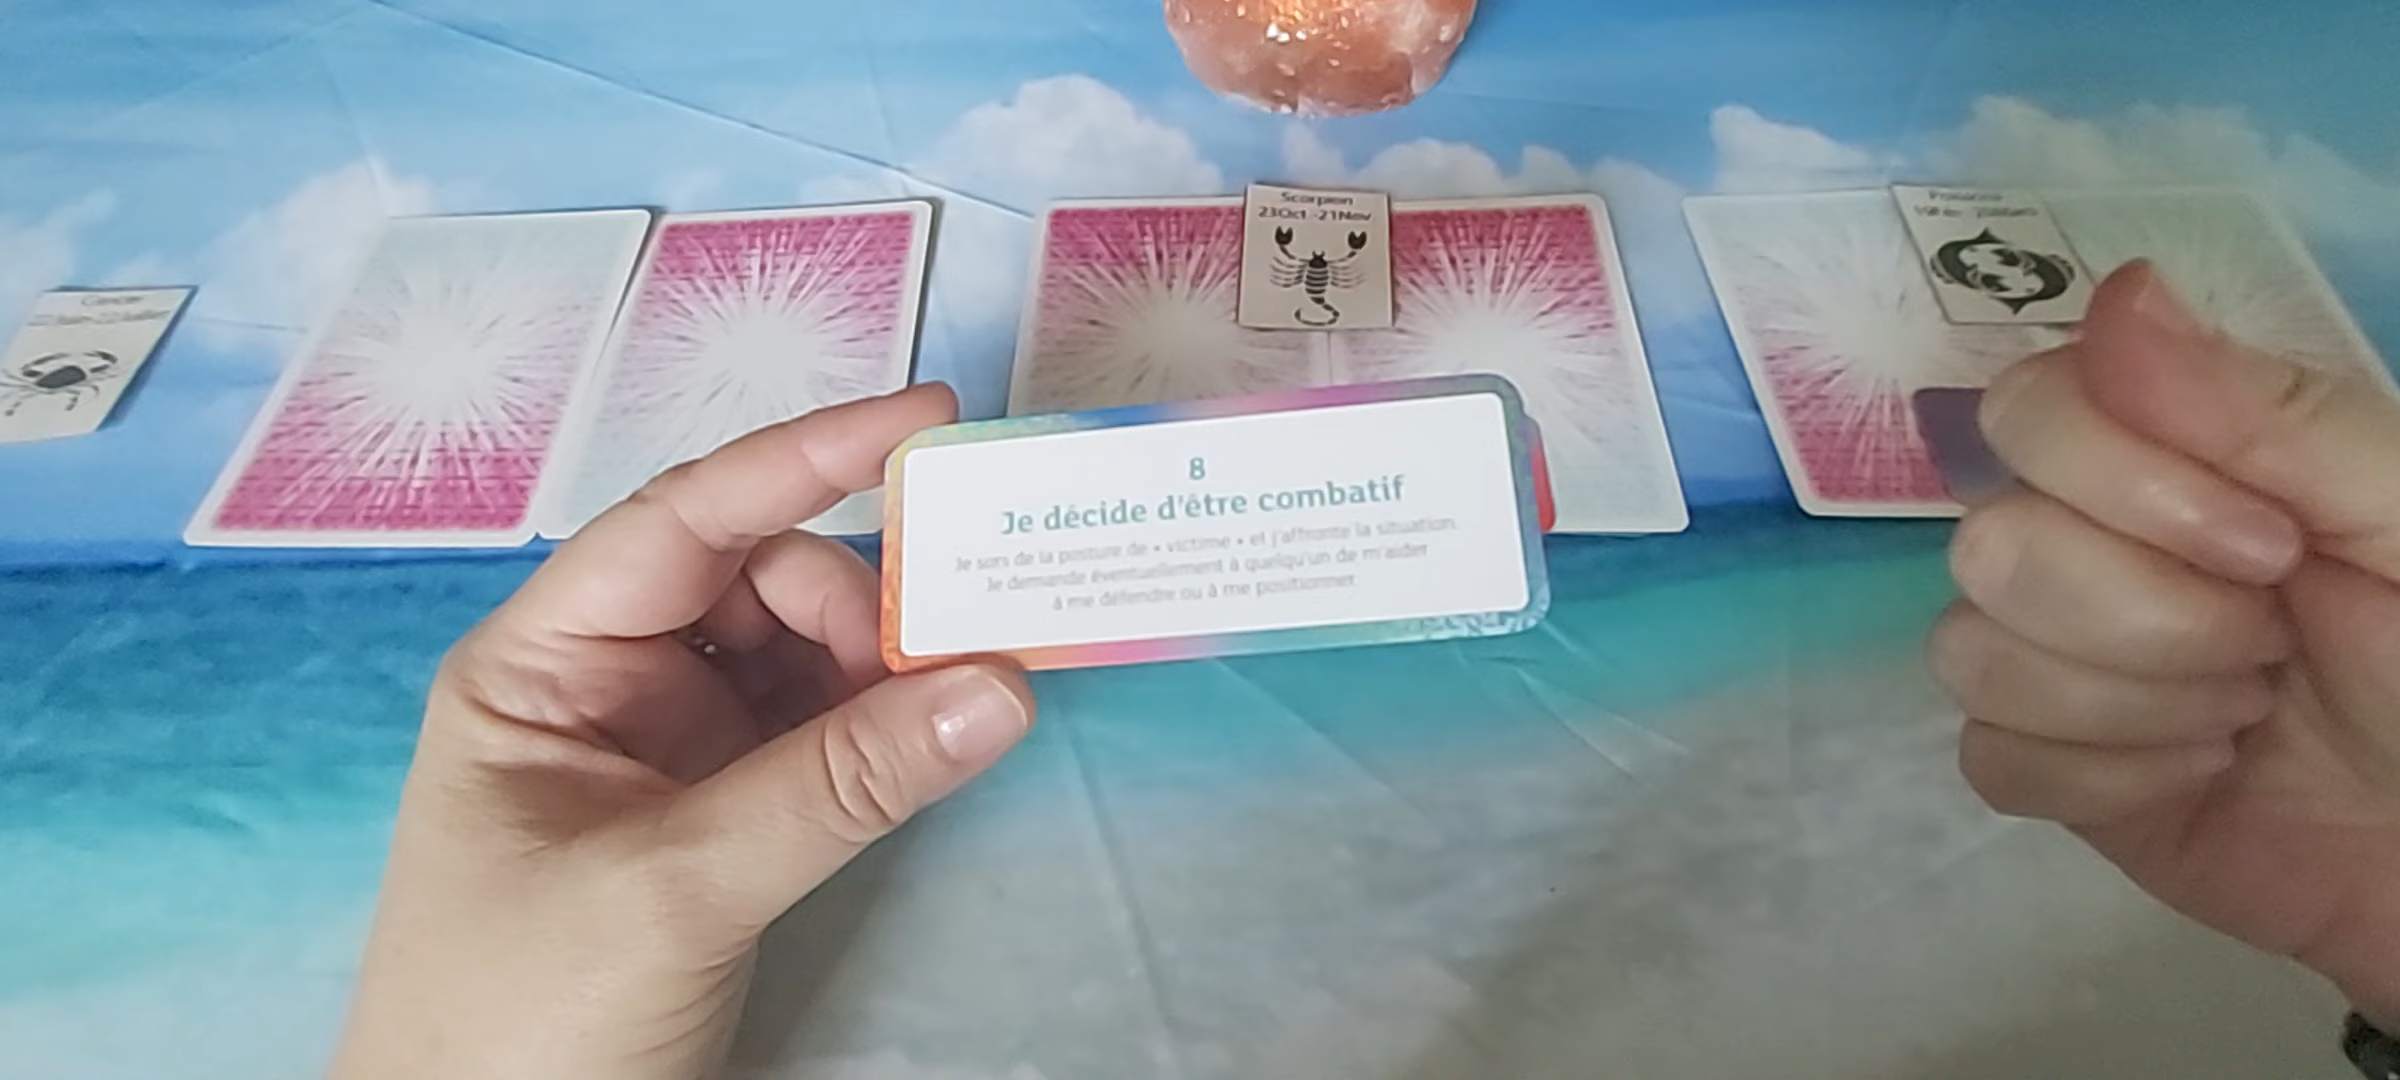 Scorpion
23Oct -21Nov
8
Je décide d'être combatif
Je sors de la posture de « victime » et j'affronte la situation.
Je demande éventuellement à quelqu'un de m'aider
à me défendre ou à me positionner.